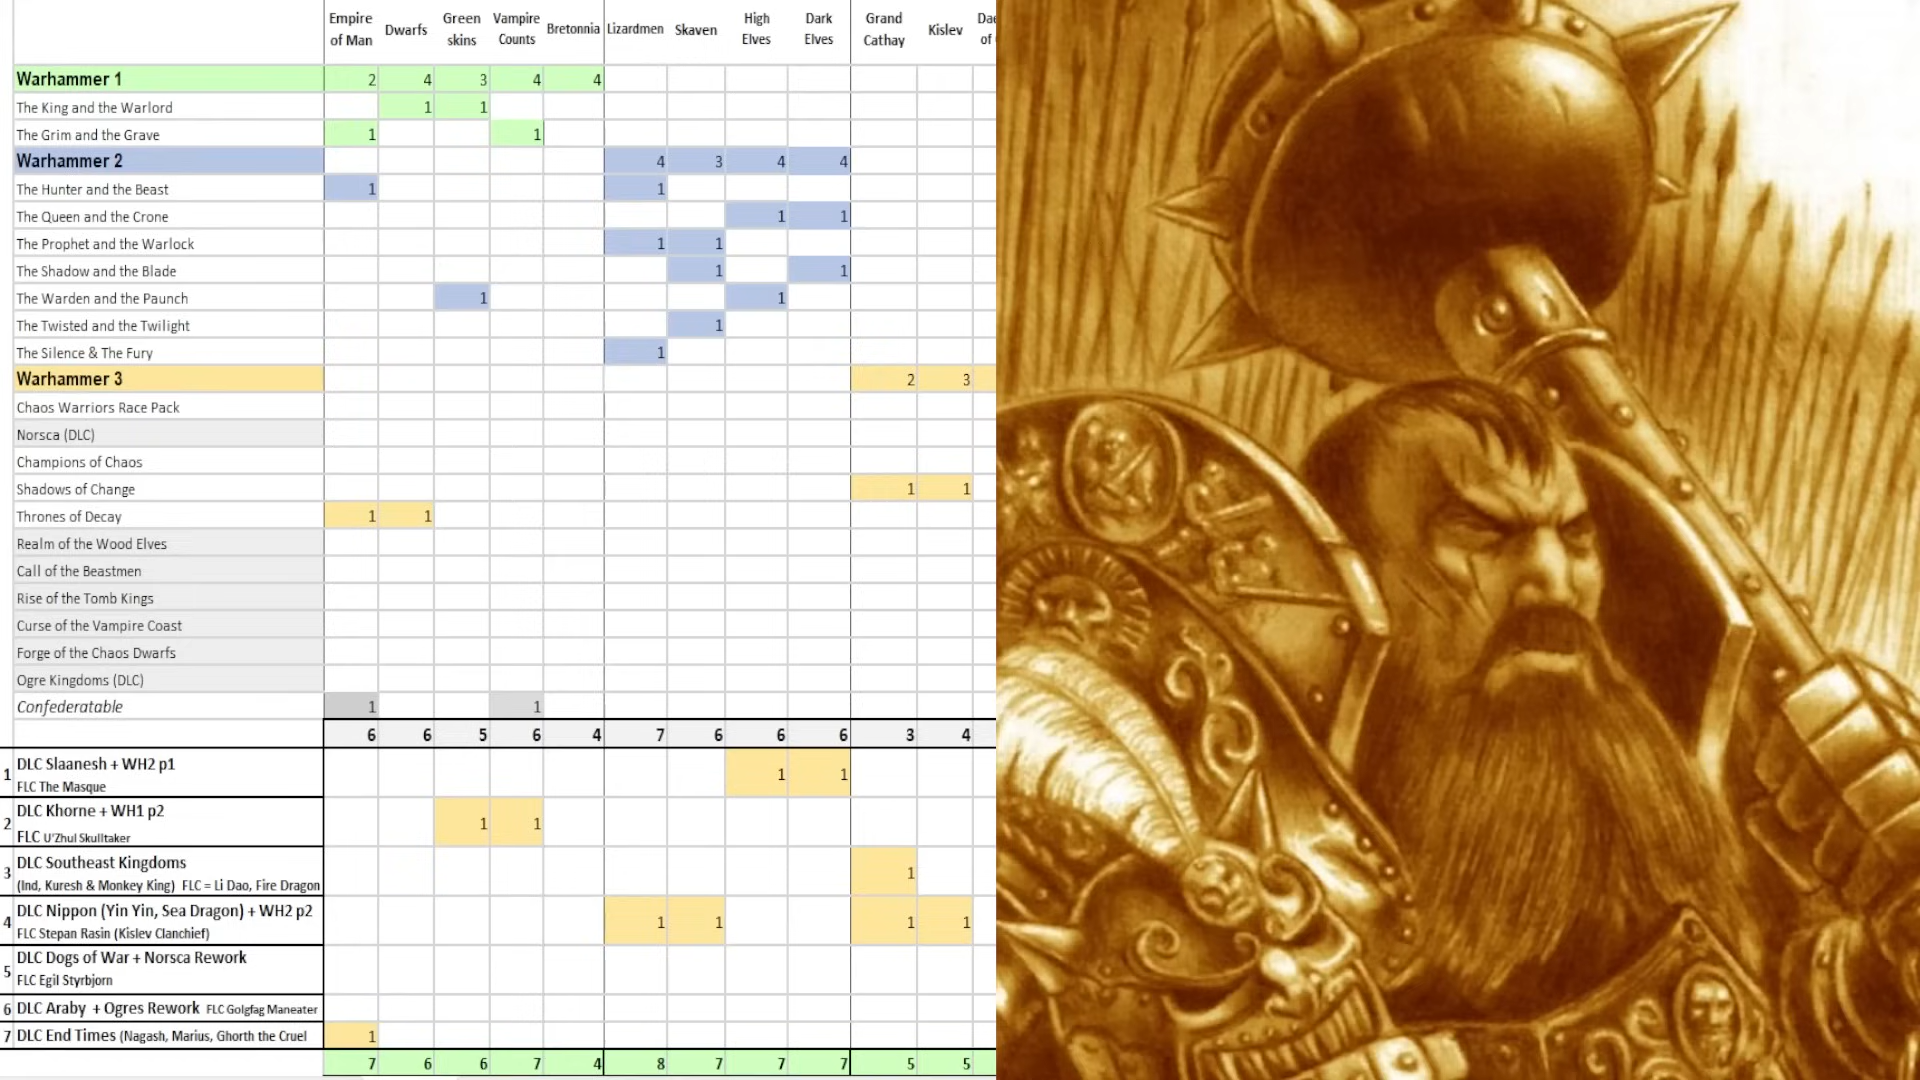 Empire of Man Dwarfs Green skins Vampire Counts Bretonnia Lizardmen Skaven High Elves Dark Elves Grand Cathay Kislev
Warhammer 1 2 4 3 4 4
The King and the Warlord 1 1
The Grim and the Grave 1 1
Warhammer 2 4 3 4 4
The Hunter and the Beast 1 1
The Queen and the Crone 1 1
The Prophet and the Warlock 1 1
The Shadow and the Blade 1 1
The Warden and the Paunch 1 1
The Twisted and the Twilight 1
The Silence & The Fury 1
Warhammer 3 2 3
Chaos Warriors Race Pack
Norsca (DLC)
Champions of Chaos
Shadows of Change 1 1
Thrones of Decay 1 1
Realm of the Wood Elves
Call of the Beastmen
Rise of the Tomb Kings
Curse of the Vampire Coast
Forge of the Chaos Dwarfs
Ogre Kingdoms (DLC)
Confederatable 1 1
6 6 5 6 4 7 6 6 6 3 4
1 DLC Slaanesh + WH2 p1 1 1
FLC The Masque
2 DLC Khorne + WH1 p2 1 1
FLC U'Zhul Skulltaker
3 DLC Southeast Kingdoms 1
(Ind, Kuresh & Monkey King) FLC = Li Dao, Fire Dragon
4 DLC Nippon (Yin Yin, Sea Dragon) + WH2 p2 1 1 1 1
FLC Stepan Rasin (Kislev Clanchief)
5 DLC Dogs of War + Norsca Rework
FLC Egil Styrbjorn
6 DLC Araby + Ogres Rework FLC Golgfag Maneater
7 DLC End Times (Nagash, Marius, Ghorth the Cruel 1
7 6 6 7 4 8 7 7 7 5 5